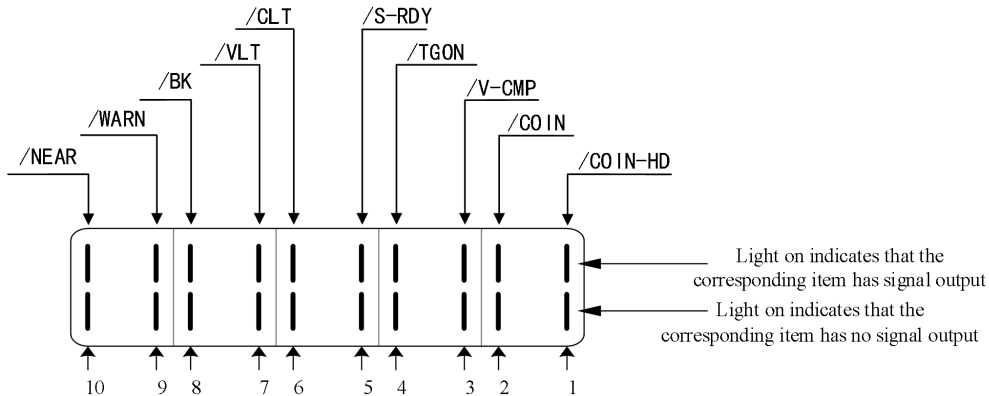 /CLT
/S-RDY
/VLT
/TGON
/BK
/V-CMP
/WARN
/COIN
/NEAR
/COIN-HD
Light on indicates that the
corresponding item has signal output
Light on indicates that the
corresponding item has no signal output
10 9 8 7 6 5 4 3 2 1